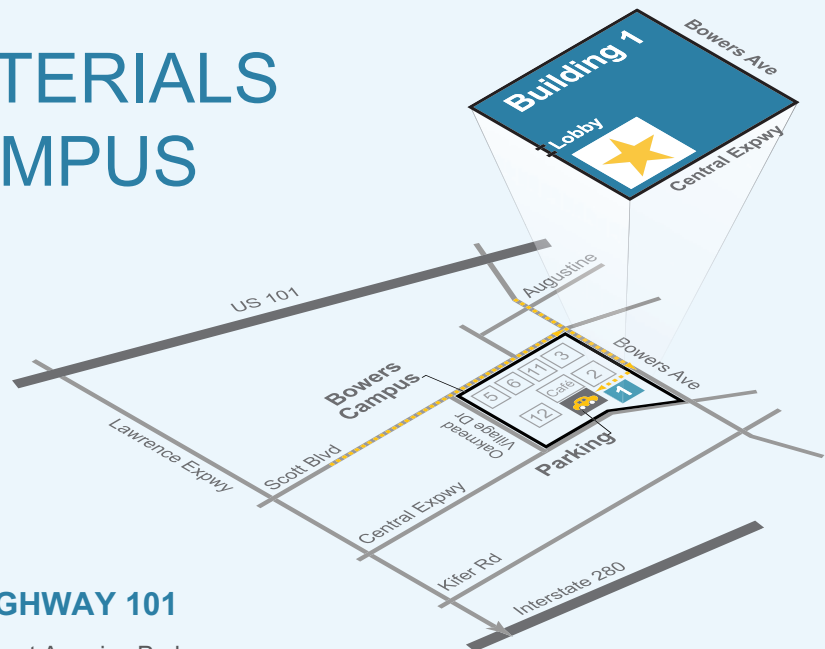 TERIALS
MPUS
Bowers Ave
Building 1
Lobby
Central Expwy
US 101
Augustine
Bowers Ave
Bowers
Campus
5
6
11
3
2
Café
1
12
Oakmead
Village Dr
Parking
Lawrence Expwy
Scott Blvd
Central Expwy
Kifer Rd
Interstate 280
GHWAY 101